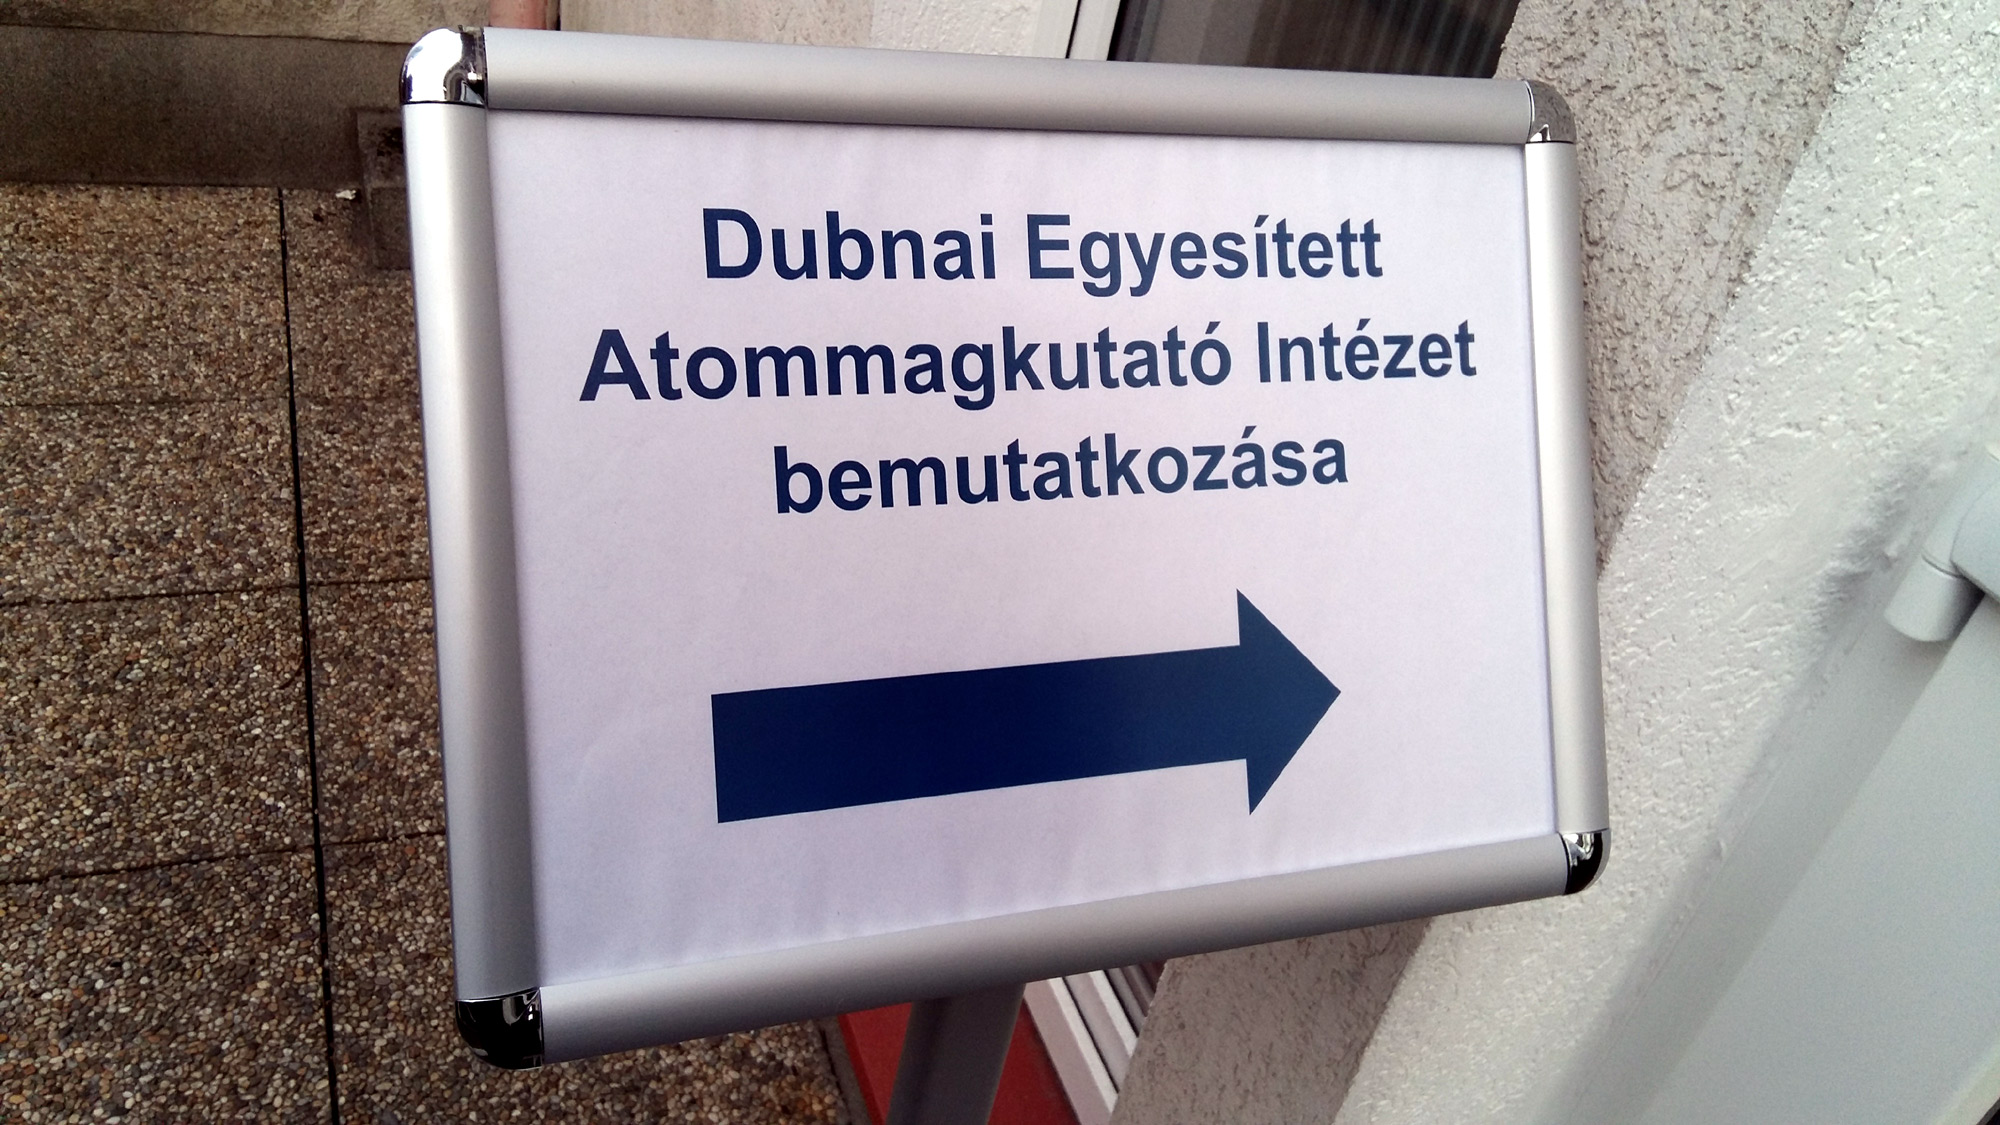 Dubnai Egyesített
Atommagkutató Intézet
bemutatkozása